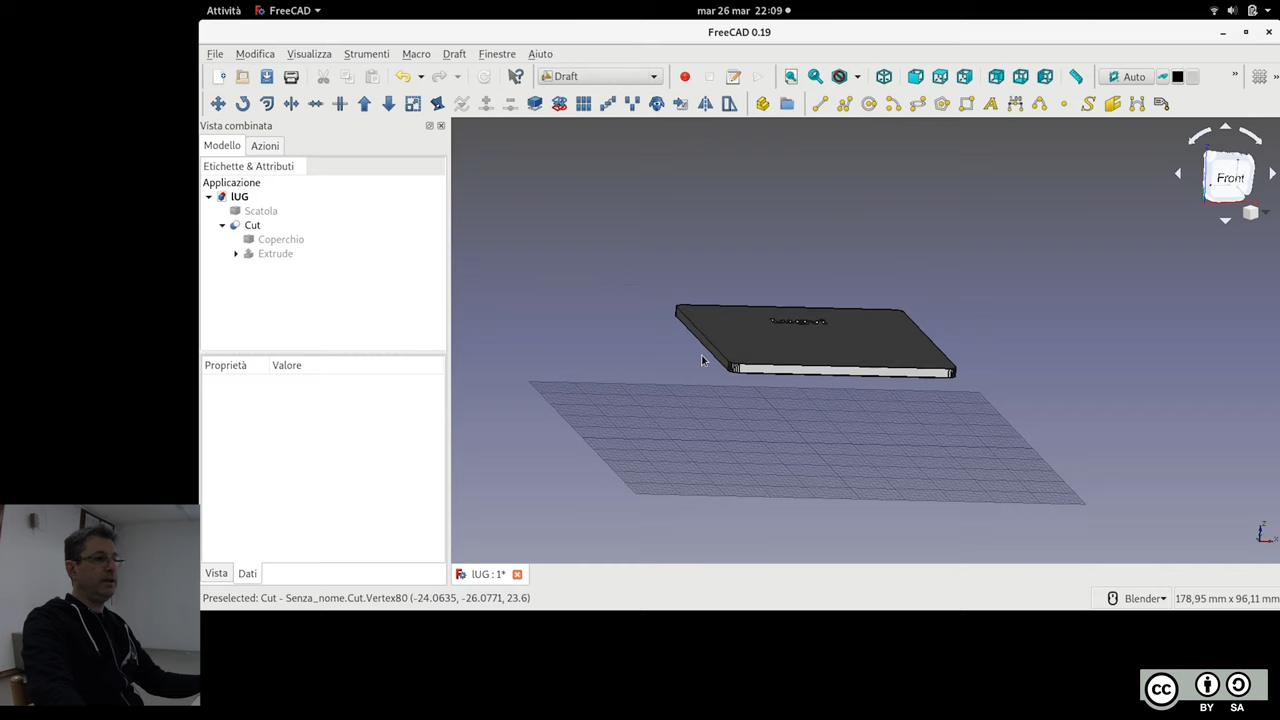 Attività FreeCAD mar 26 mar 22:09
FreeCAD 0.19
File Modifica Visualizza Strumenti Macro Draft Finestre Aiuto
Draft Auto »
Vista combinata
Modello Azioni
Etichette & Attributi
Applicazione
lUG
Scatola
Cut
Coperchio
Extrude
Front
Proprietà Valore
Vista Dati
lUG : 1*
Preselected: Cut - Senza_nome.Cut.Vertex80 (-24.0635, -26.0771, 23.6)
Blender 178,95 mm x 96,11 mm
CC BY SA